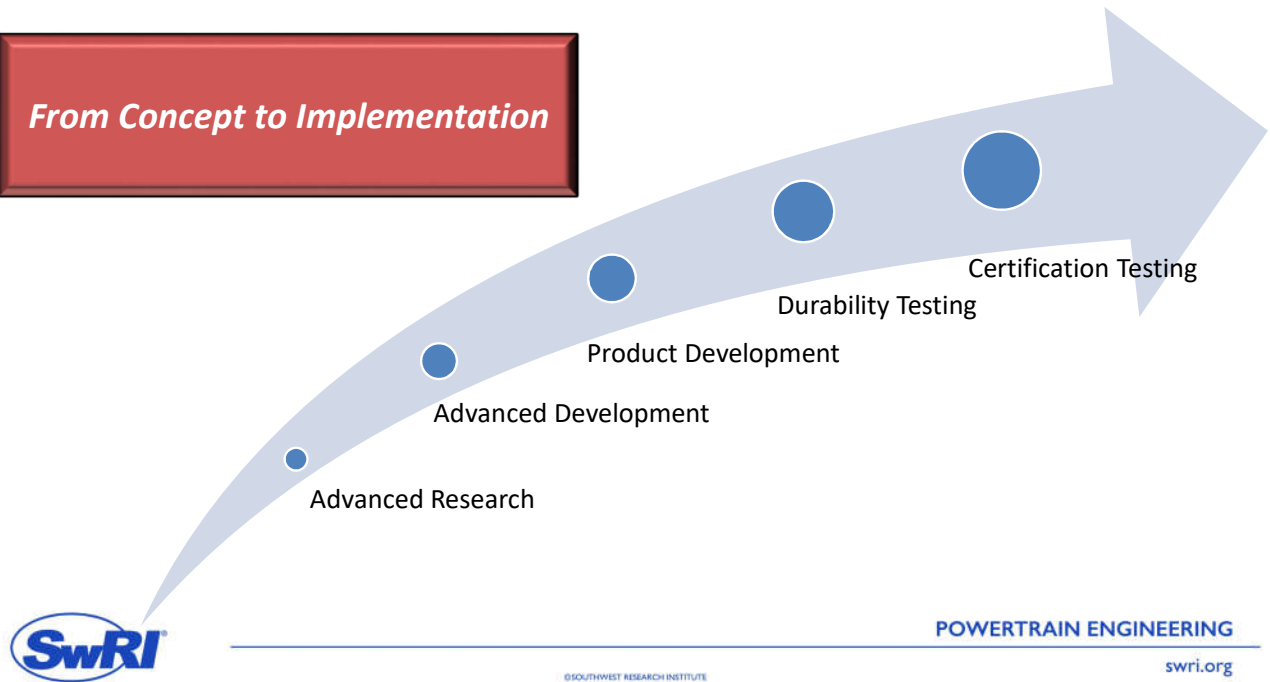 From Concept to Implementation
Certification Testing
Durability Testing
Product Development
Advanced Development
Advanced Research
SwRI®
POWERTRAIN ENGINEERING
©SOUTHWEST RESEARCH INSTITUTE
swri.org